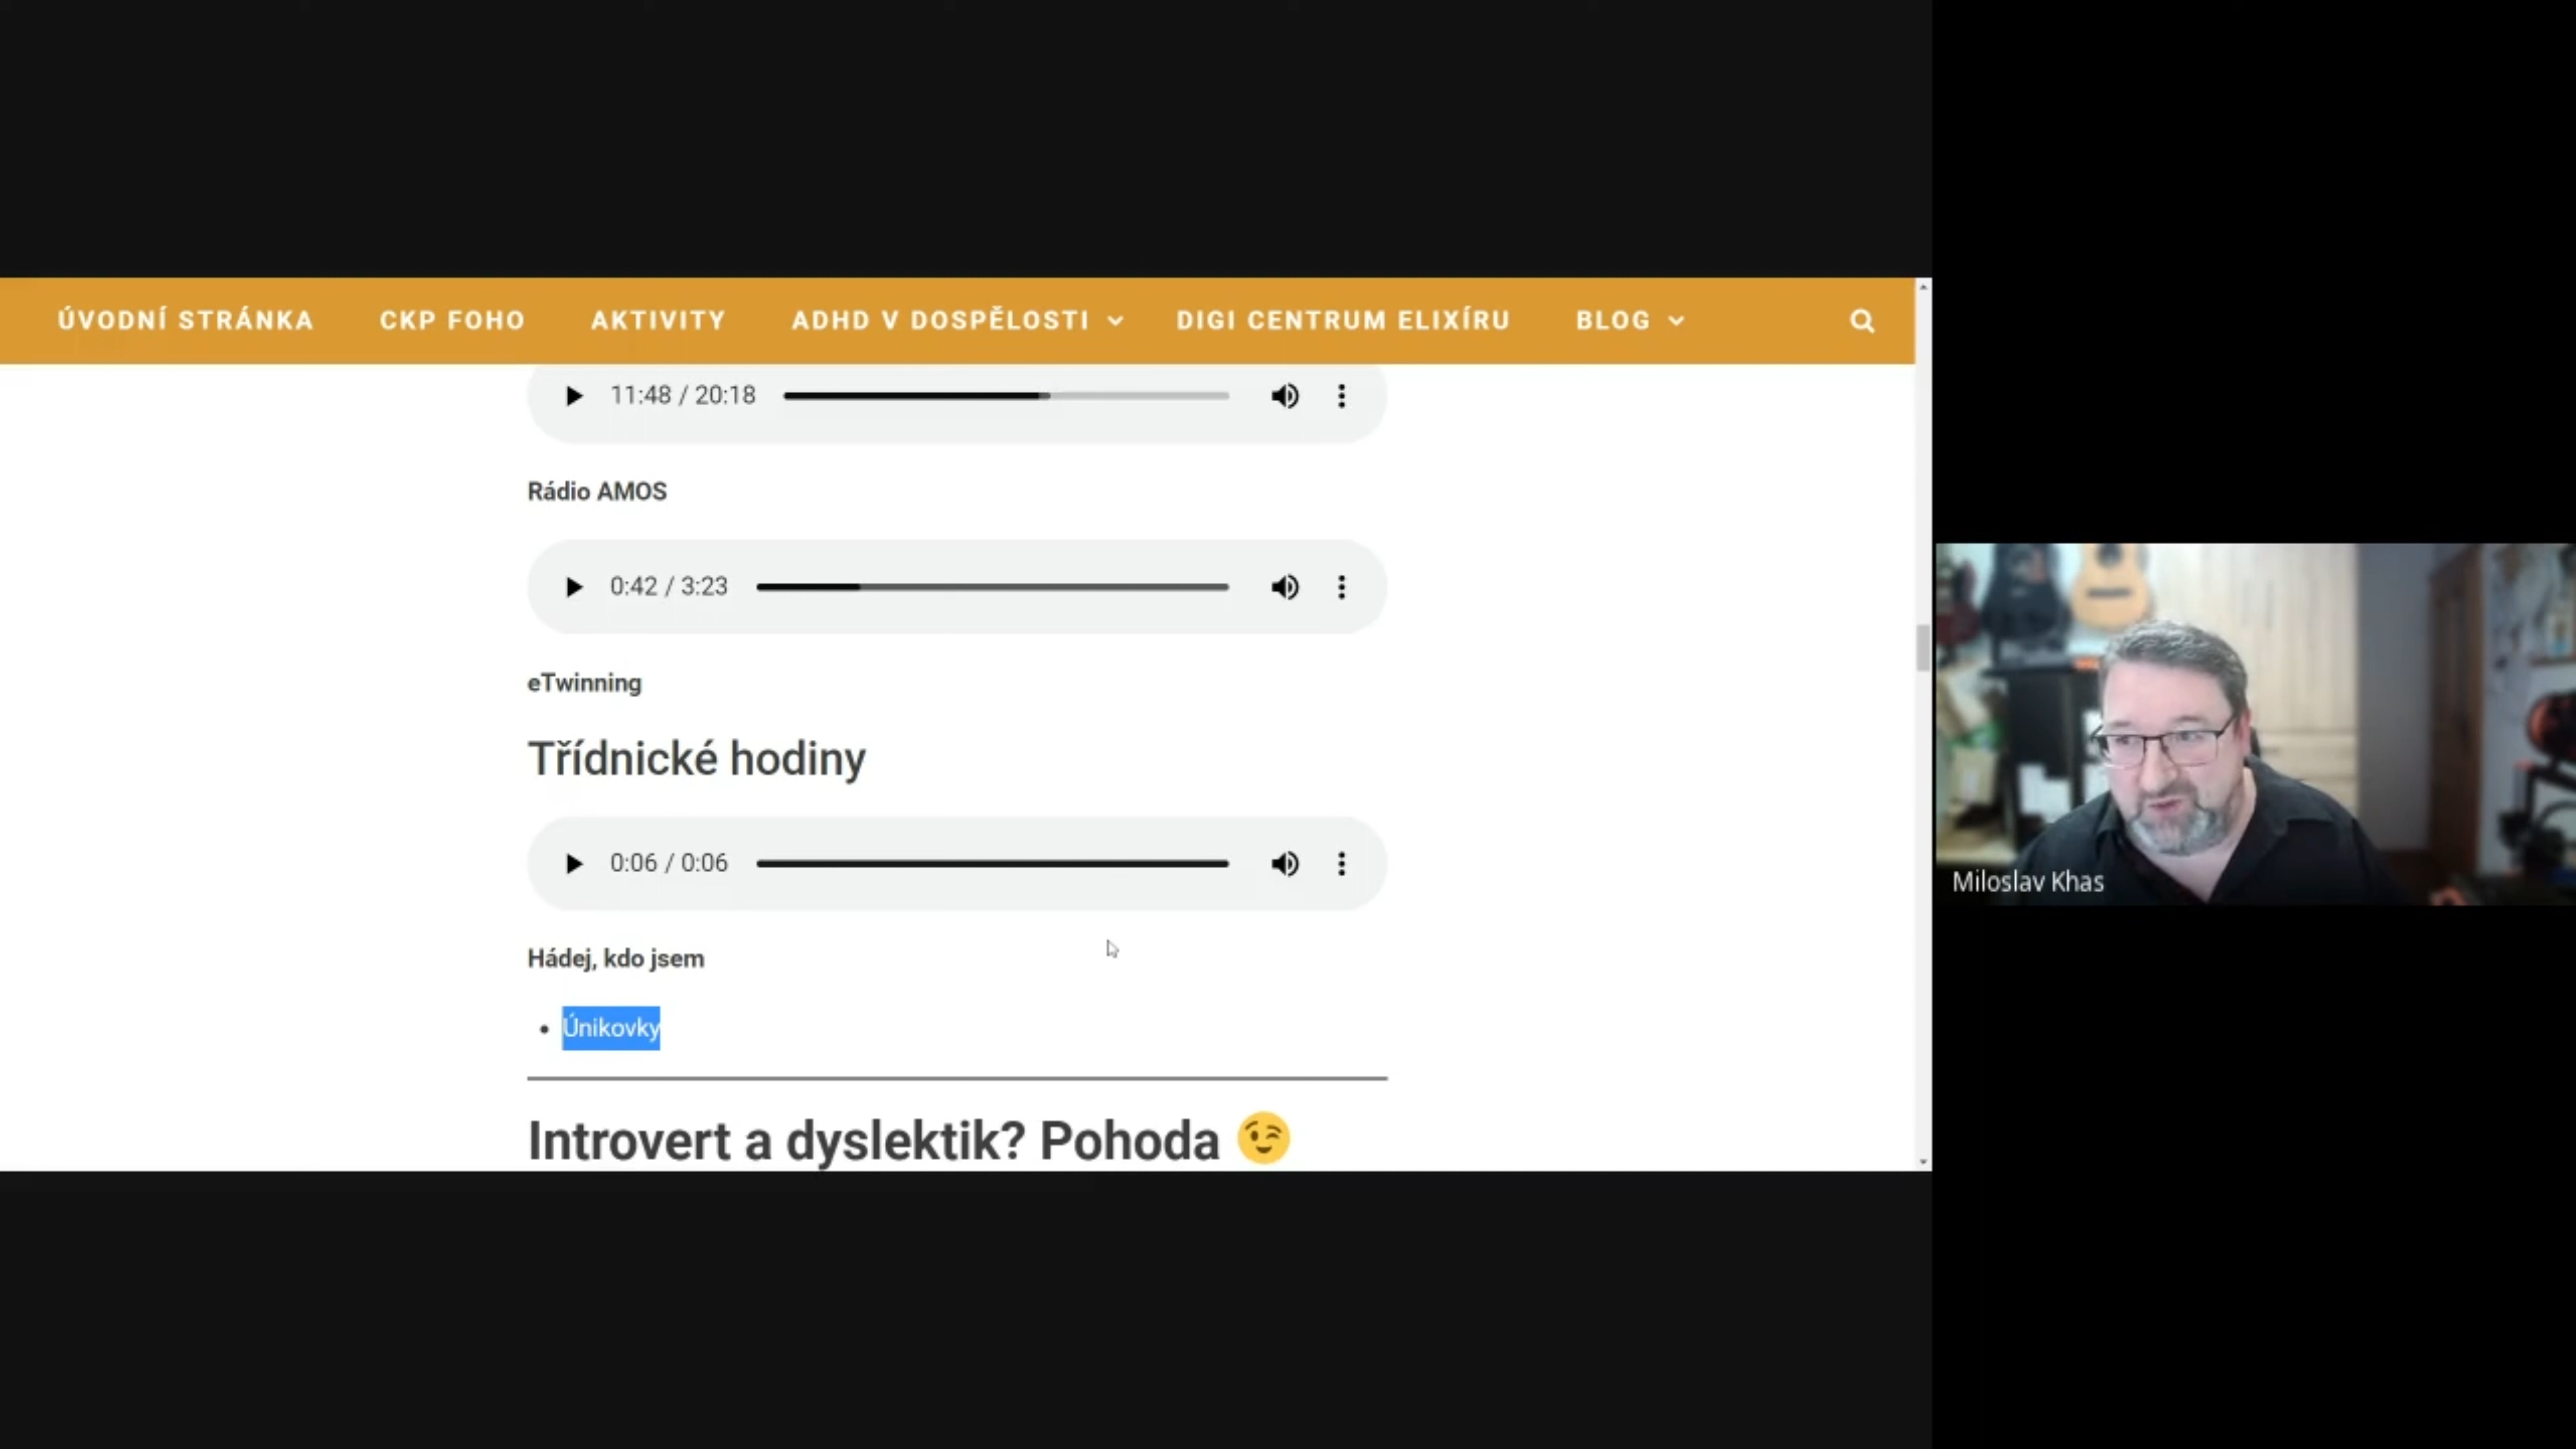 ÚVODNÍ STRÁNKA CKP FOHO AKTIVITY ADHD V DOSPĚLOSTI DIGI CENTRUM ELIXÍRU BLOG
11:48 / 20:18
Rádio AMOS
0:42 / 3:23
eTwinning
Třídnické hodiny
0:06 / 0:06
Hádej, kdo jsem
• Únikovky
Introvert a dyslektik? Pohoda 😉
Miloslav Khas